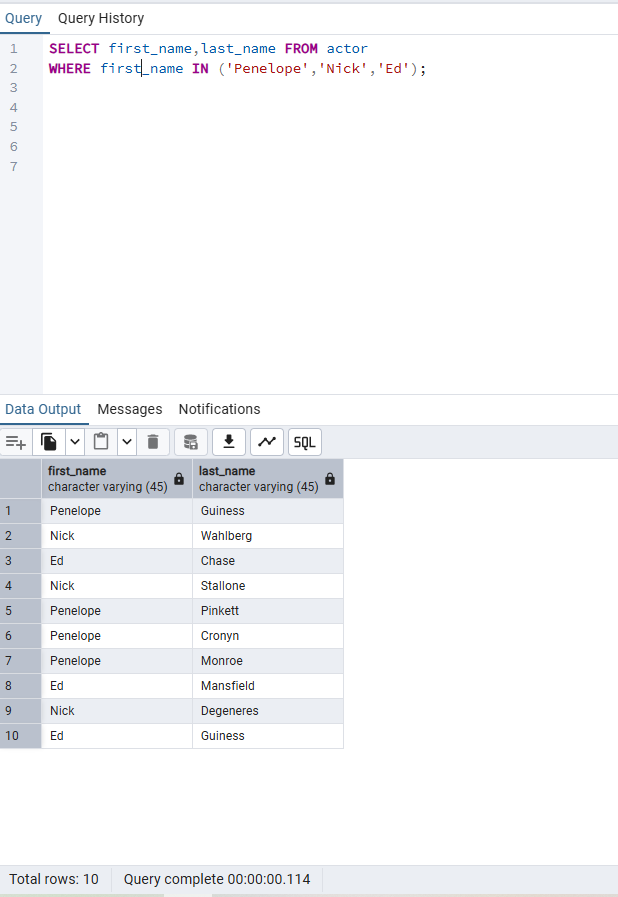 Query Query History
1 SELECT first_name,last_name FROM actor
2 WHERE first_name IN ('Penelope','Nick','Ed');
3
4
5
6
7
Data Output Messages Notifications
SQL
first_name last_name
character varying (45) character varying (45)
1 Penelope Guiness
2 Nick Wahlberg
3 Ed Chase
4 Nick Stallone
5 Penelope Pinkett
6 Penelope Cronyn
7 Penelope Monroe
8 Ed Mansfield
9 Nick Degeneres
10 Ed Guiness
Total rows: 10 Query complete 00:00:00.114